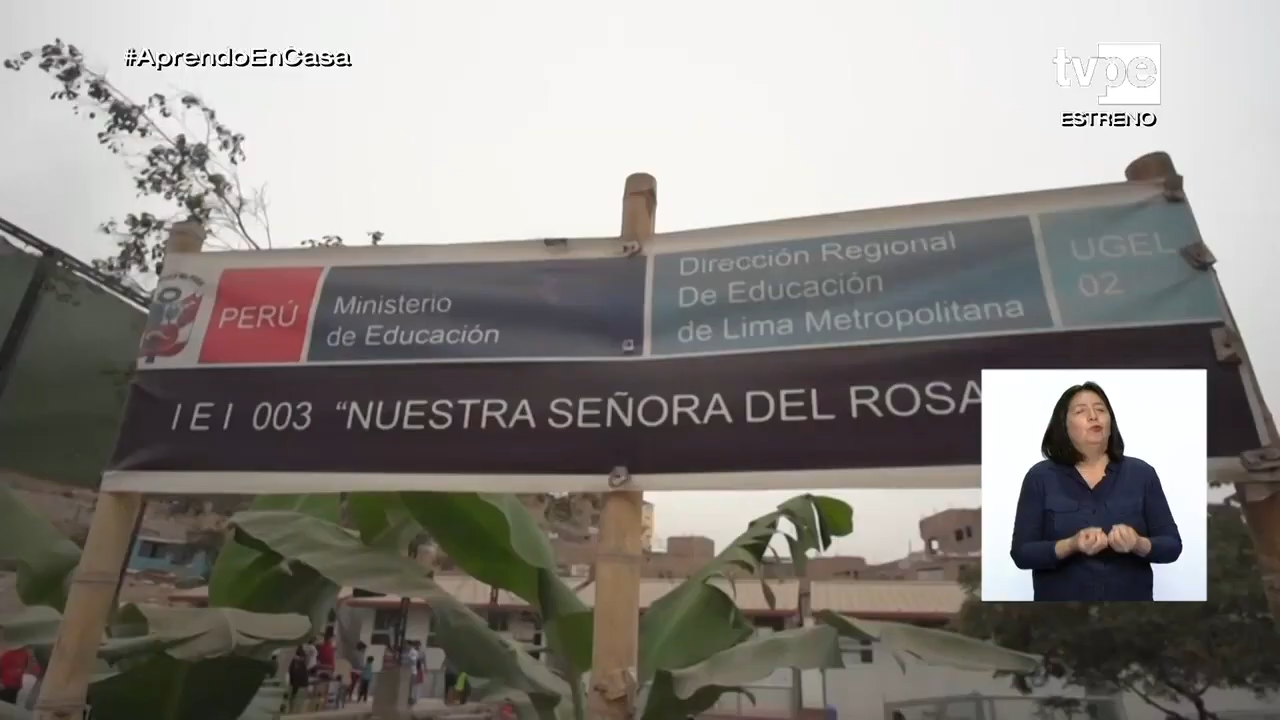 #AprendoEnCasa
tvpe
ESTRENO
PERÚ
Ministerio
de Educación
Dirección Regional
De Educación
de Lima Metropolitana
UGEL
02
I E I 003 “NUESTRA SEÑORA DEL ROSA